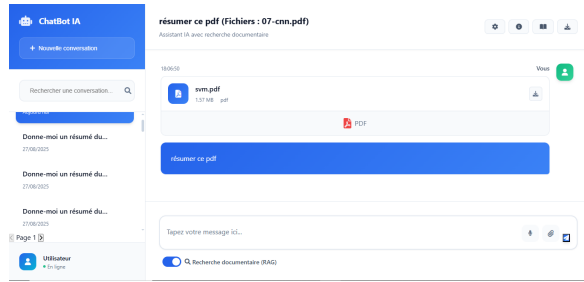 ChatBot IA
+ Nouvelle conversation
Rechercher une conversation...
Aujourd'hui
Donne-moi un résumé du...
27/08/2025
Donne-moi un résumé du...
27/08/2025
Donne-moi un résumé du...
27/08/2025
< Page 1 >
Utilisateur
• En ligne
résumer ce pdf (Fichiers : 07-cnn.pdf)
Assistant IA avec recherche documentaire
18:06:50
Vous
svm.pdf
1.57 MB pdf
PDF
résumer ce pdf
Tapez votre message ici...
Recherche documentaire (RAG)